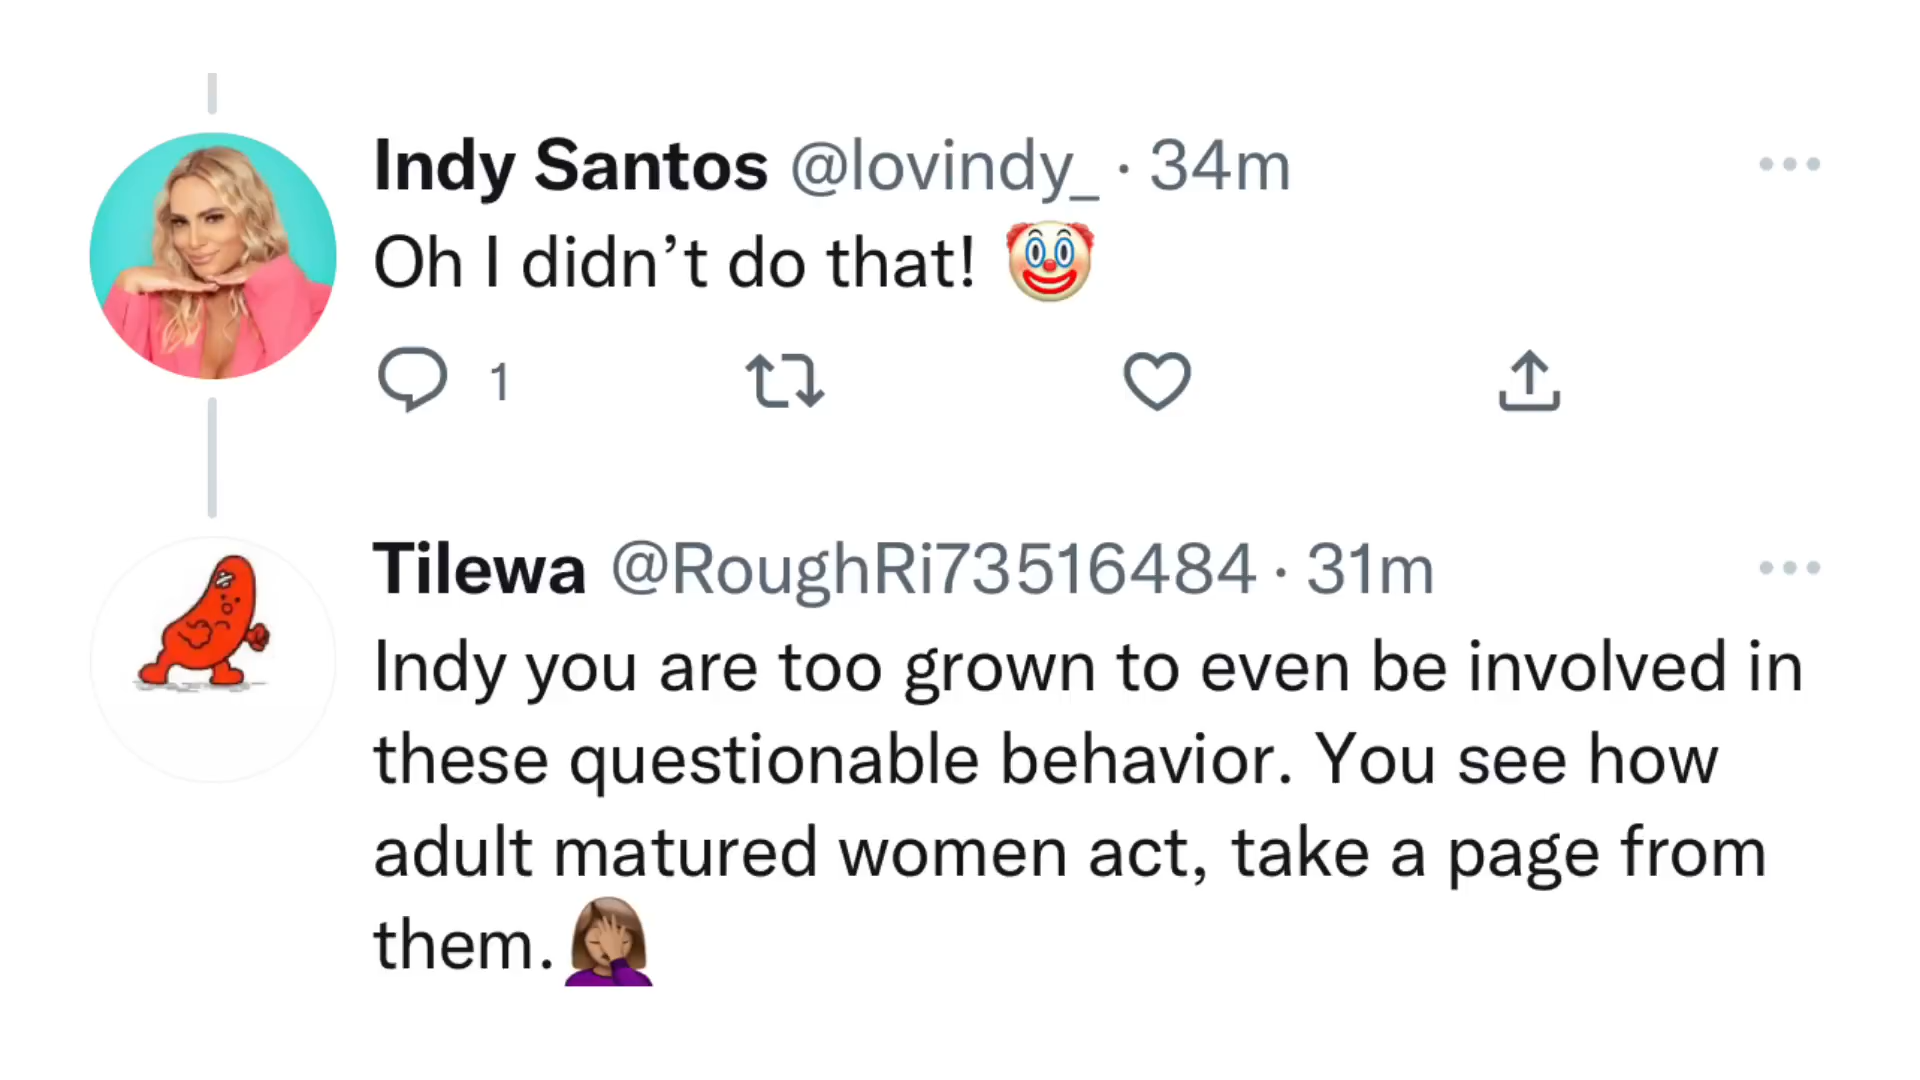 Indy Santos @lovindy_ · 34m
Oh I didn’t do that! 🤡
1
Tilewa @RoughRi73516484 · 31m
Indy you are too grown to even be involved in
these questionable behavior. You see how
adult matured women act, take a page from
them.🤦🏽‍♀️